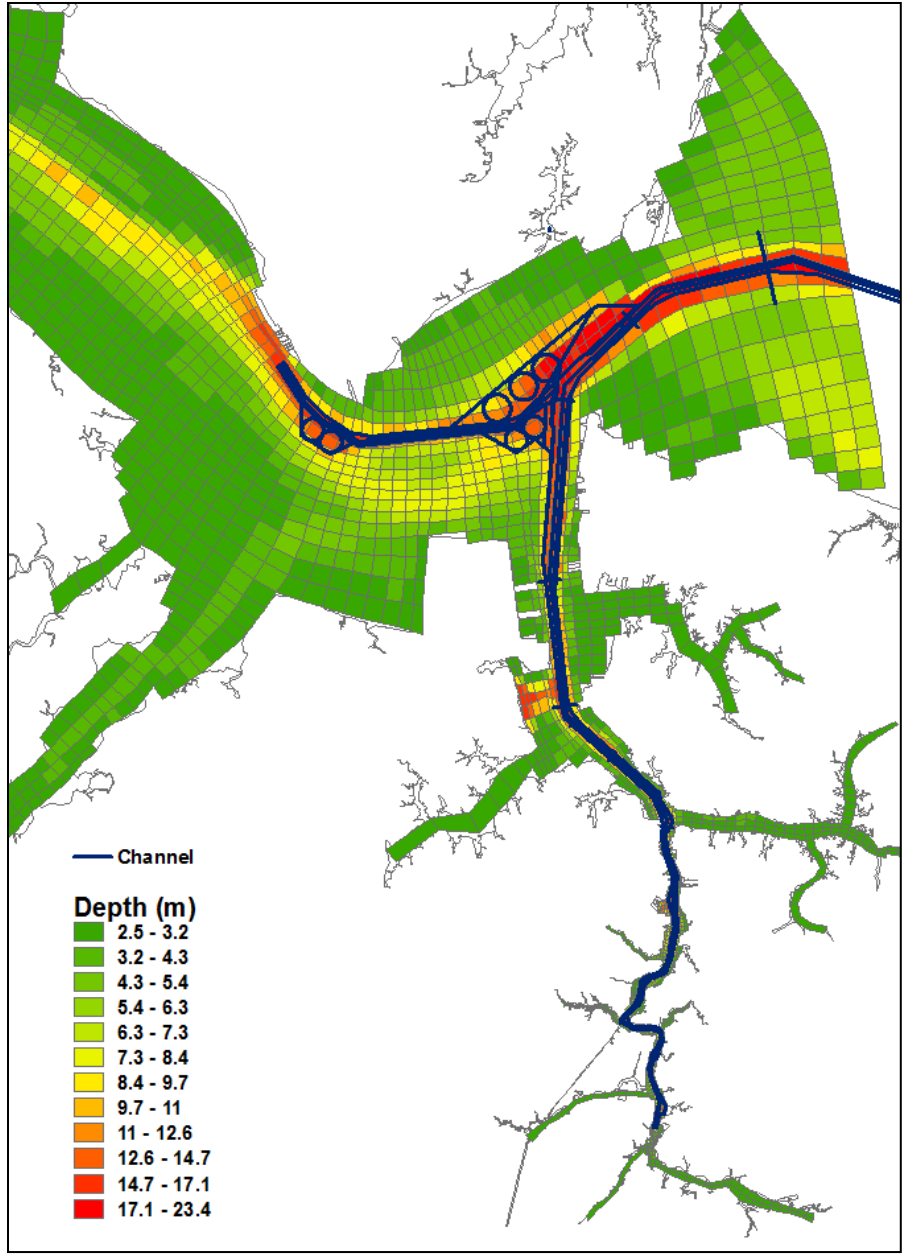 Channel
Depth (m)
2.5 - 3.2
3.2 - 4.3
4.3 - 5.4
5.4 - 6.3
6.3 - 7.3
7.3 - 8.4
8.4 - 9.7
9.7 - 11
11 - 12.6
12.6 - 14.7
14.7 - 17.1
17.1 - 23.4